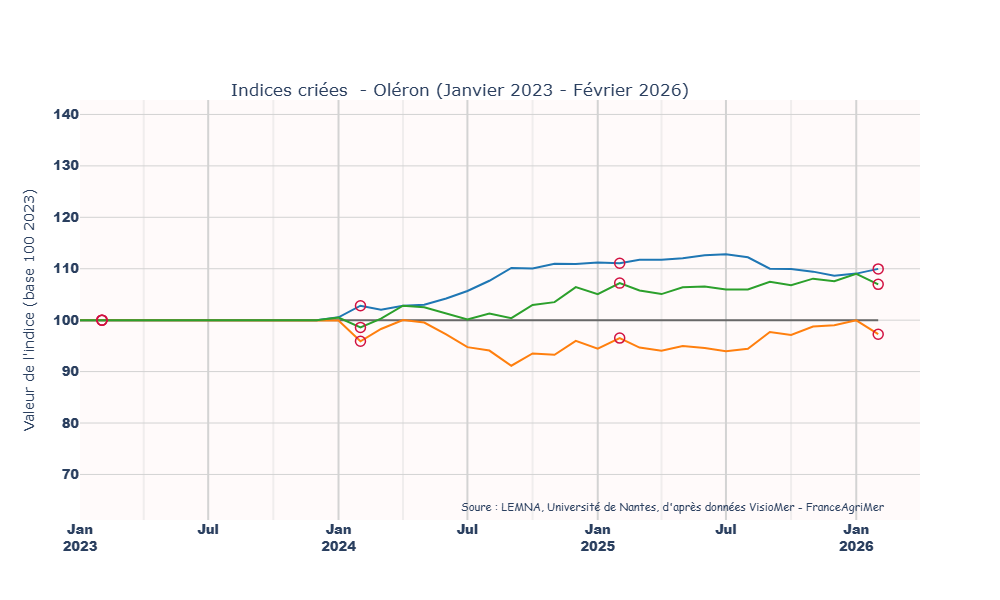 Indices criées - Oléron (Janvier 2023 - Février 2026)
Valeur de l'indice (base 100 2023)
140
130
120
110
100
90
80
70
Soure : LEMNA, Université de Nantes, d'après données VisioMer - FranceAgriMer
Jan Jul Jan Jul Jan Jul Jan
2023 2024 2025 2026